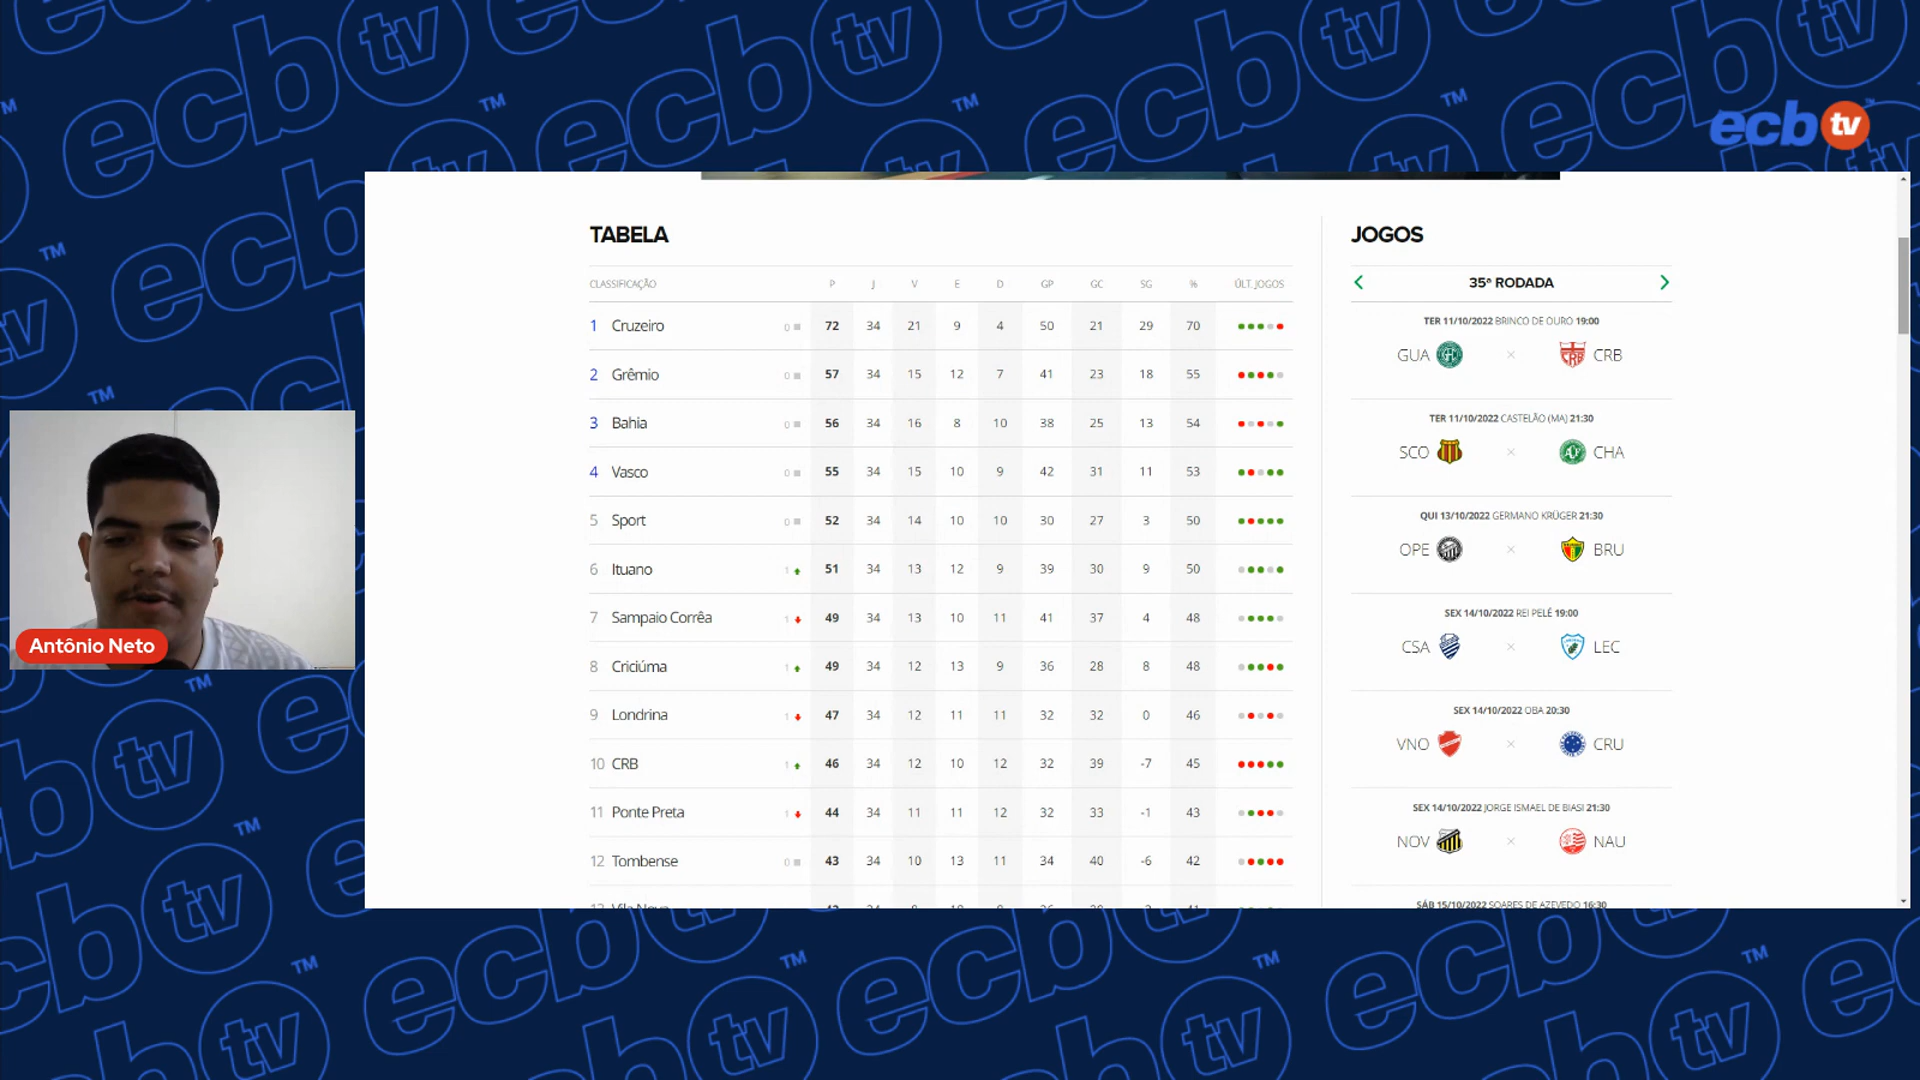 ecb tv
TABELA
CLASSIFICAÇÃO P J V E D GP GC SG % ÚLT. JOGOS
1 Cruzeiro 0 72 34 21 9 4 50 21 29 70
2 Grêmio 0 57 34 15 12 7 41 23 18 55
3 Bahia 0 56 34 16 8 10 38 25 13 54
4 Vasco 0 55 34 15 10 9 42 31 11 53
5 Sport 0 52 34 14 10 10 30 27 3 50
6 Ituano 1 51 34 13 12 9 39 30 9 50
7 Sampaio Corrêa 1 49 34 13 10 11 41 37 4 48
8 Criciúma 1 49 34 12 13 9 36 28 8 48
9 Londrina 1 47 34 12 11 11 32 32 0 46
10 CRB 1 46 34 12 10 12 32 39 -7 45
11 Ponte Preta 1 44 34 11 11 12 32 33 -1 43
12 Tombense 0 43 34 10 13 11 34 40 -6 42
JOGOS
35ª RODADA
TER 11/10/2022 BRINCO DE OURO 19:00
GUA × CRB
TER 11/10/2022 CASTELÃO (MA) 21:30
SCO × CHA
QUI 13/10/2022 GERMANO KRÜGER 21:30
OPE × BRU
SEX 14/10/2022 REI PELÉ 19:00
CSA × LEC
SEX 14/10/2022 OBA 20:30
VNO × CRU
SEX 14/10/2022 JORGE ISMAEL DE BIASI 21:30
NOV × NAU
SÁB 15/10/2022 SOARES DE AZEVEDO 16:30
Antônio Neto